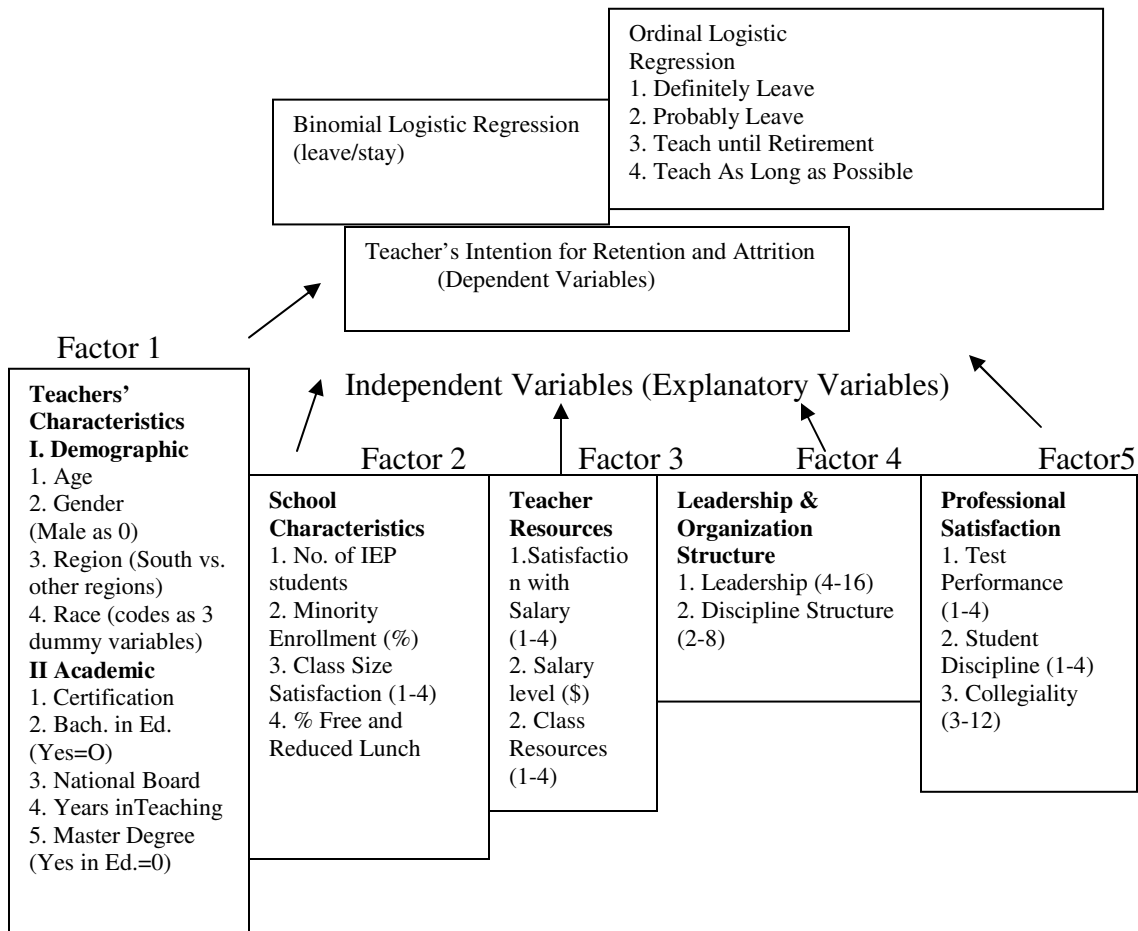 Ordinal Logistic
Regression
1. Definitely Leave
2. Probably Leave
3. Teach until Retirement
4. Teach As Long as Possible
Binomial Logistic Regression
(leave/stay)
Teacher’s Intention for Retention and Attrition
(Dependent Variables)
Independent Variables (Explanatory Variables)
Factor 1
Teachers’
Characteristics
I. Demographic
1. Age
2. Gender
(Male as 0)
3. Region (South vs.
other regions)
4. Race (codes as 3
dummy variables)
II Academic
1. Certification
2. Bach. in Ed.
(Yes=O)
3. National Board
4. Years inTeaching
5. Master Degree
(Yes in Ed.=0)
Factor 2
School
Characteristics
1. No. of IEP
students
2. Minority
Enrollment (%)
3. Class Size
Satisfaction (1-4)
4. % Free and
Reduced Lunch
Factor 3
Teacher
Resources
1.Satisfactio
n with
Salary
(1-4)
2. Salary
level ($)
2. Class
Resources
(1-4)
Factor 4
Leadership &
Organization
Structure
1. Leadership (4-16)
2. Discipline Structure
(2-8)
Factor5
Professional
Satisfaction
1. Test
Performance
(1-4)
2. Student
Discipline (1-4)
3. Collegiality
(3-12)